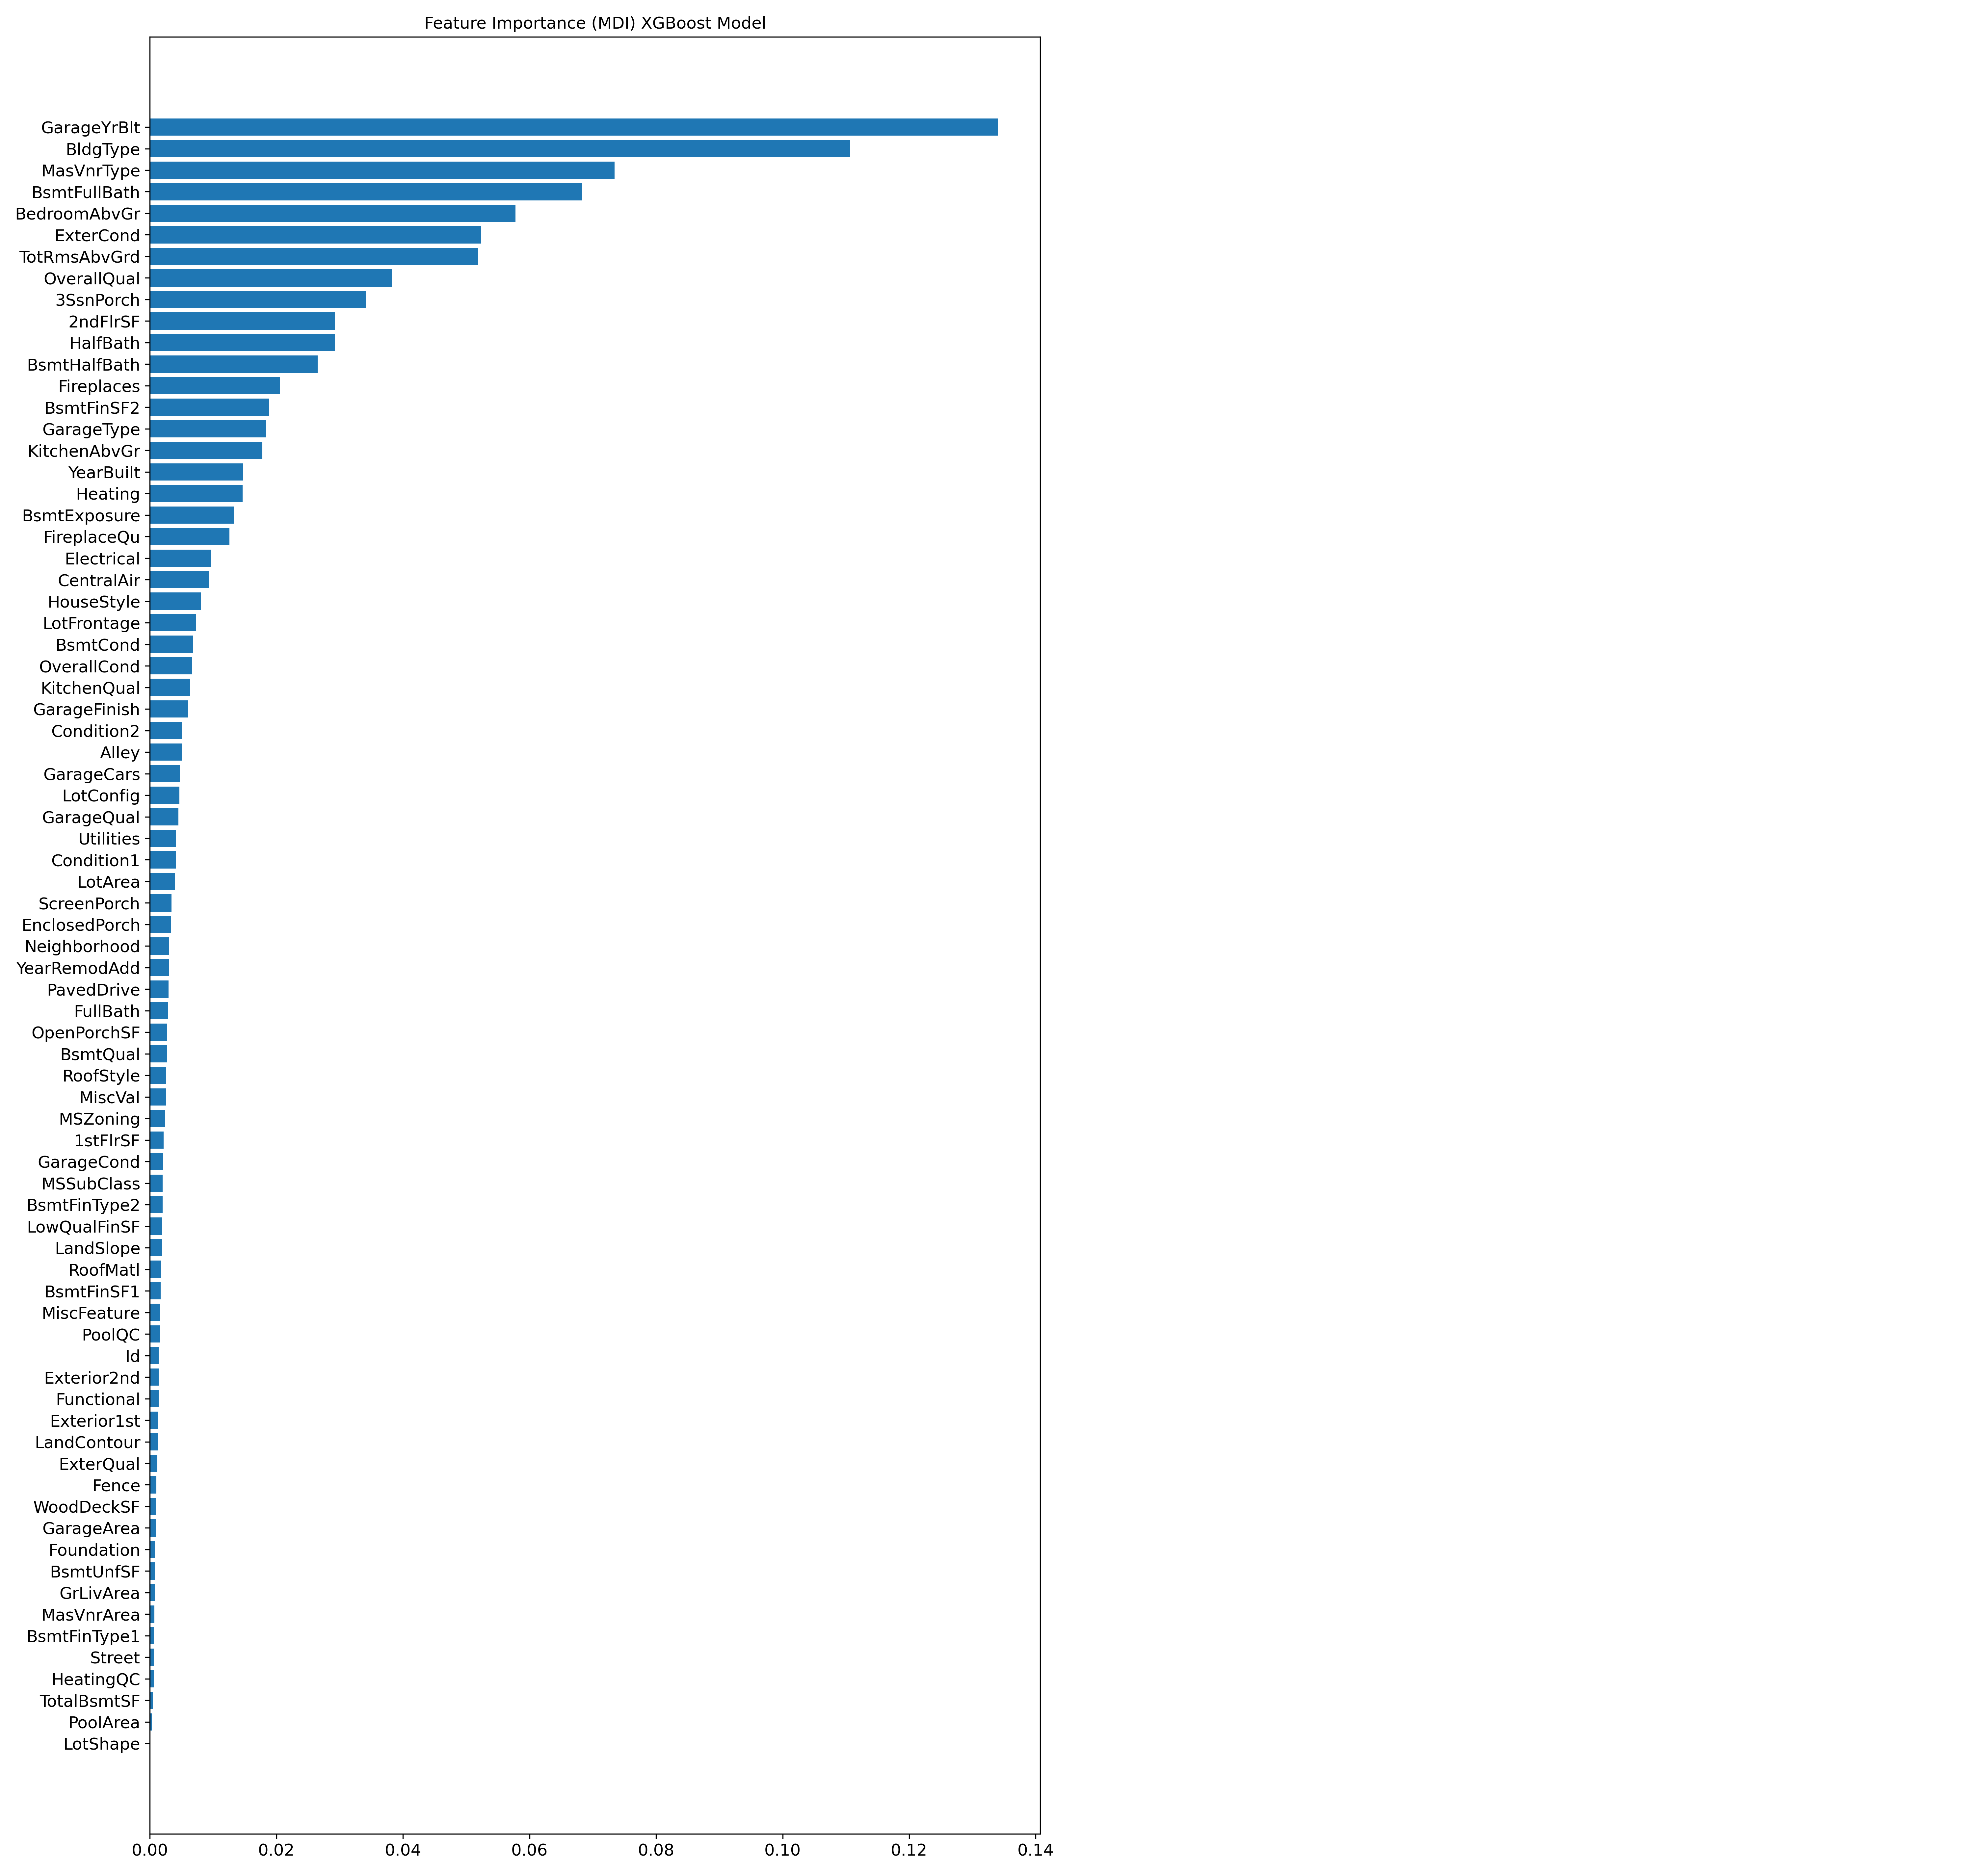 Feature Importance (MDI) XGBoost Model
GarageYrBlt
BldgType
MasVnrType
BsmtFullBath
BedroomAbvGr
ExterCond
TotRmsAbvGrd
OverallQual
3SsnPorch
2ndFlrSF
HalfBath
BsmtHalfBath
Fireplaces
BsmtFinSF2
GarageType
KitchenAbvGr
YearBuilt
Heating
BsmtExposure
FireplaceQu
Electrical
CentralAir
HouseStyle
LotFrontage
BsmtCond
OverallCond
KitchenQual
GarageFinish
Condition2
Alley
GarageCars
LotConfig
GarageQual
Utilities
Condition1
LotArea
ScreenPorch
EnclosedPorch
Neighborhood
YearRemodAdd
PavedDrive
FullBath
OpenPorchSF
BsmtQual
RoofStyle
MiscVal
MSZoning
1stFlrSF
GarageCond
MSSubClass
BsmtFinType2
LowQualFinSF
LandSlope
RoofMatl
BsmtFinSF1
MiscFeature
PoolQC
Id
Exterior2nd
Functional
Exterior1st
LandContour
ExterQual
Fence
WoodDeckSF
GarageArea
Foundation
BsmtUnfSF
GrLivArea
MasVnrArea
BsmtFinType1
Street
HeatingQC
TotalBsmtSF
PoolArea
LotShape
0.00 0.02 0.04 0.06 0.08 0.10 0.12 0.14